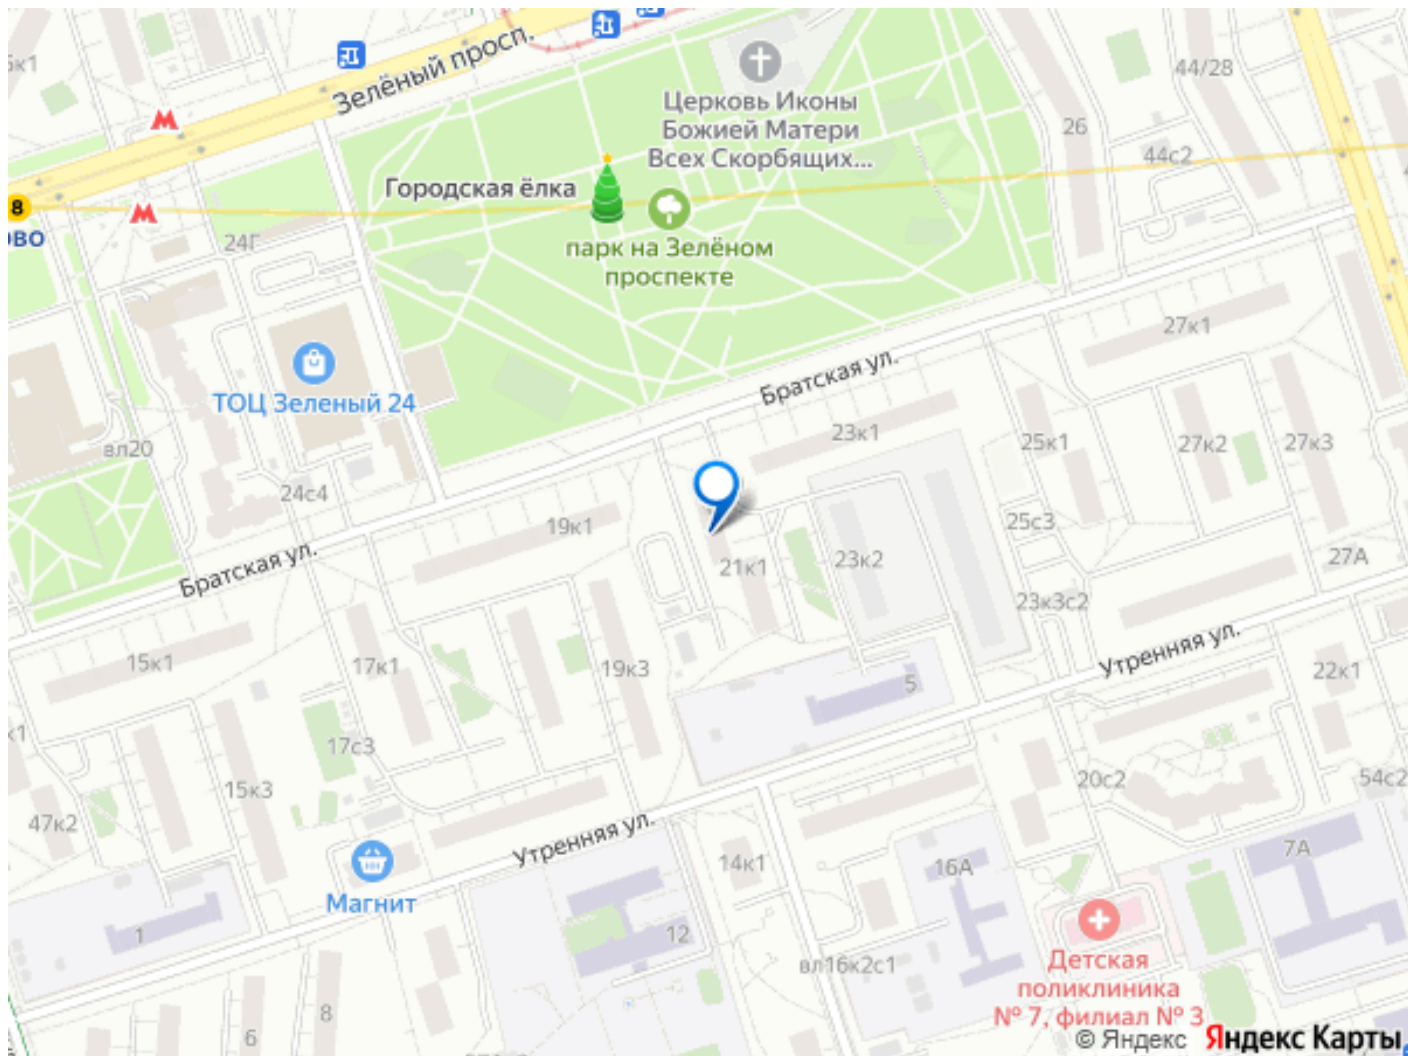 Зелёный просп.
44/28
Церковь Иконы
Божией Матери
Всех Скорбящих...
26
44с2
Городская ёлка
8
ово
24Г
парк на Зелёном
проспекте
27к1
ТОЦ Зеленый 24
Братская ул.
23к1
25к1
27к2
27к3
вл20
24с4
19к1
25с3
Братская ул.
21к1
23к2
27А
23к3с2
15к1
17к1
19к3
5
Утренняя ул.
22к1
17с3
15к3
20с2
54с2
47к2
Утренняя ул.
14к1
16А
7А
Магнит
1
12
вл16к2с1
Детская
поликлиника
№ 7, филиал № 3
8
6
© Яндекс Яндекс Карты